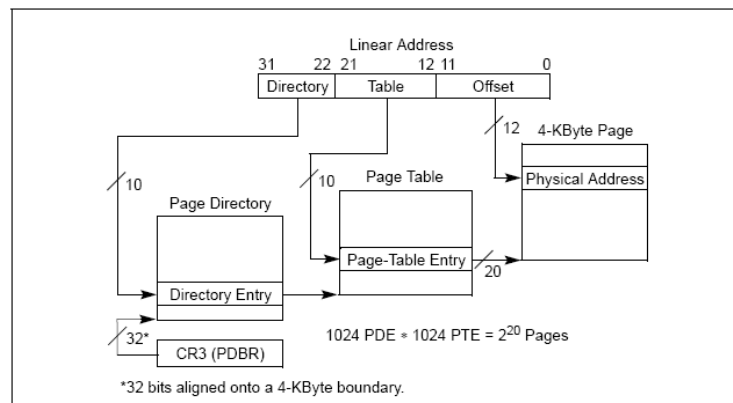 Linear Address
31 22 21 12 11 0
Directory Table Offset
12 4-KByte Page
10 10 Page Table Physical Address
Page Directory
Page-Table Entry
20
Directory Entry
32* 1024 PDE * 1024 PTE = 2²⁰ Pages
CR3 (PDBR)
*32 bits aligned onto a 4-KByte boundary.